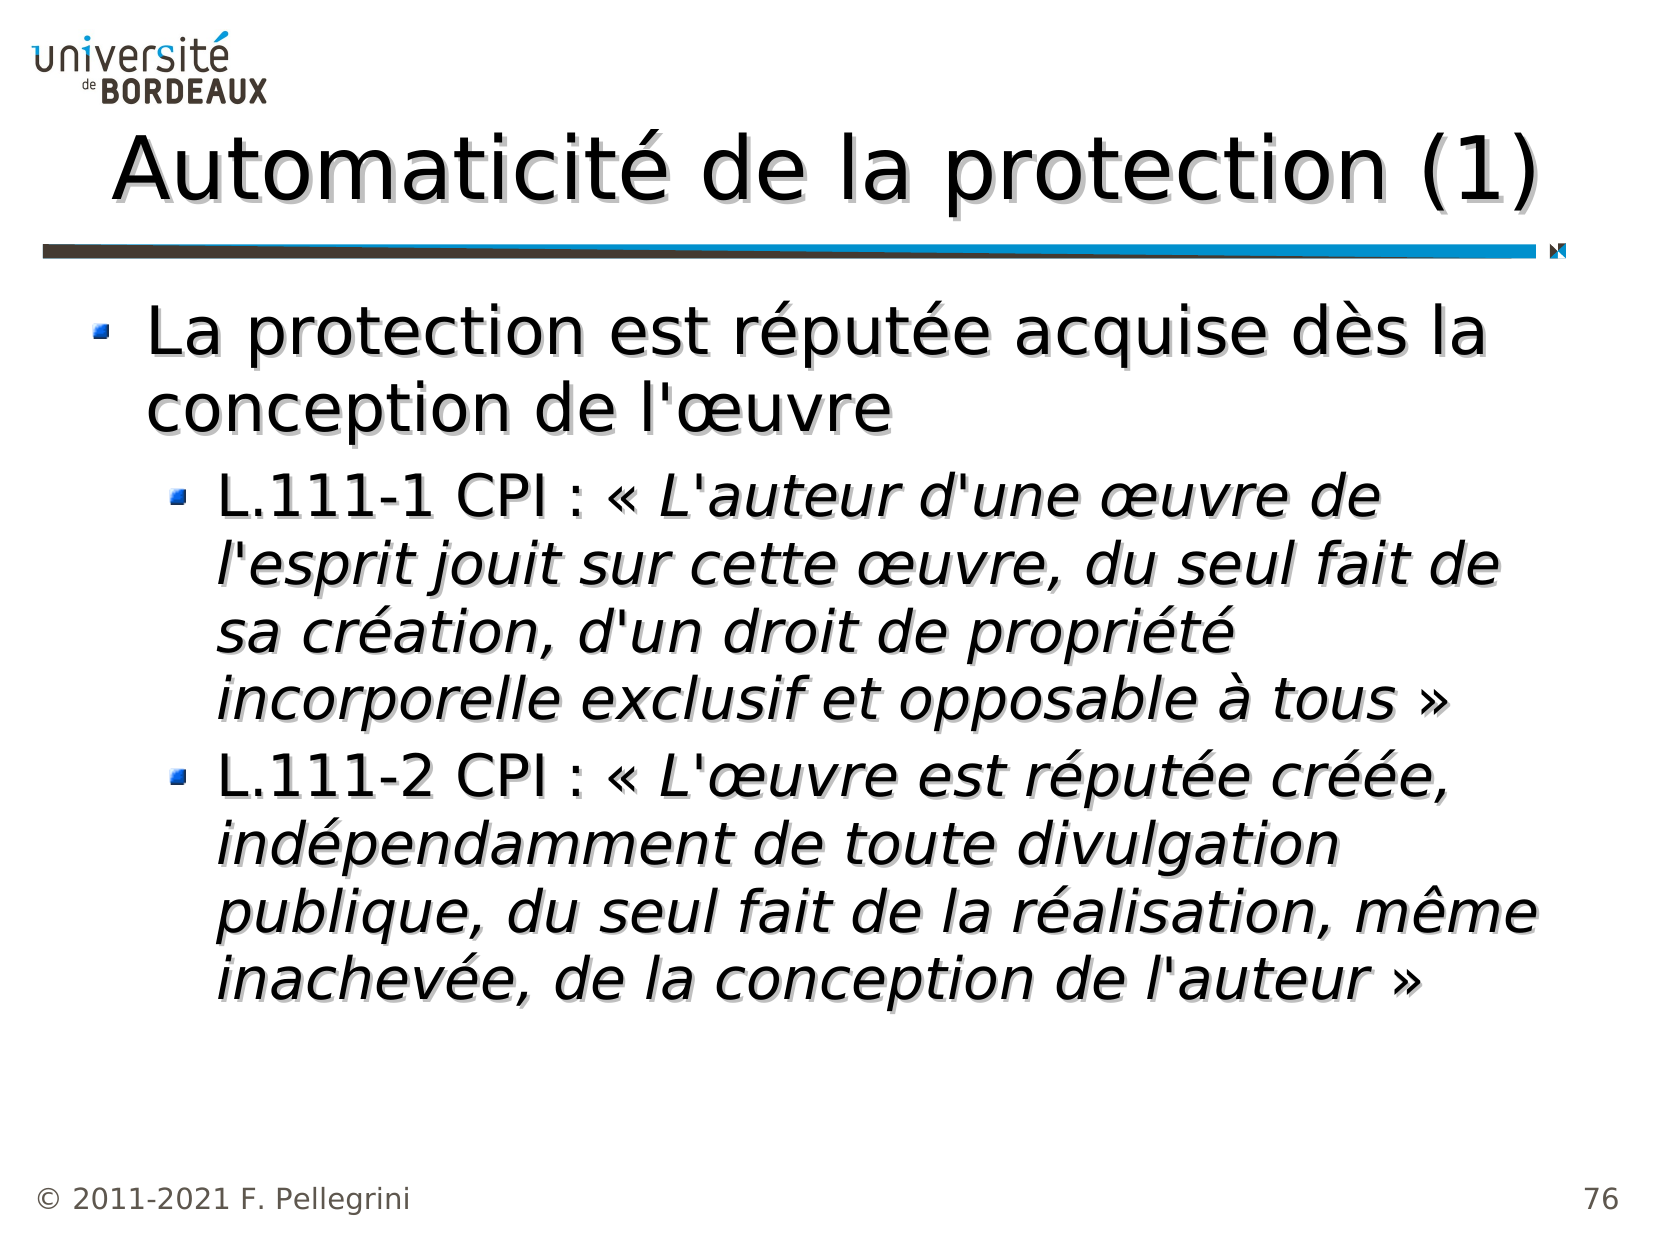 université
de BORDEAUX
Automaticité de la protection (1)
La protection est réputée acquise dès la
conception de l'œuvre
L.111-1 CPI : « L'auteur d'une œuvre de
l'esprit jouit sur cette œuvre, du seul fait de
sa création, d'un droit de propriété
incorporelle exclusif et opposable à tous »
L.111-2 CPI : « L'œuvre est réputée créée,
indépendamment de toute divulgation
publique, du seul fait de la réalisation, même
inachevée, de la conception de l'auteur »
© 2011-2021 F. Pellegrini
76